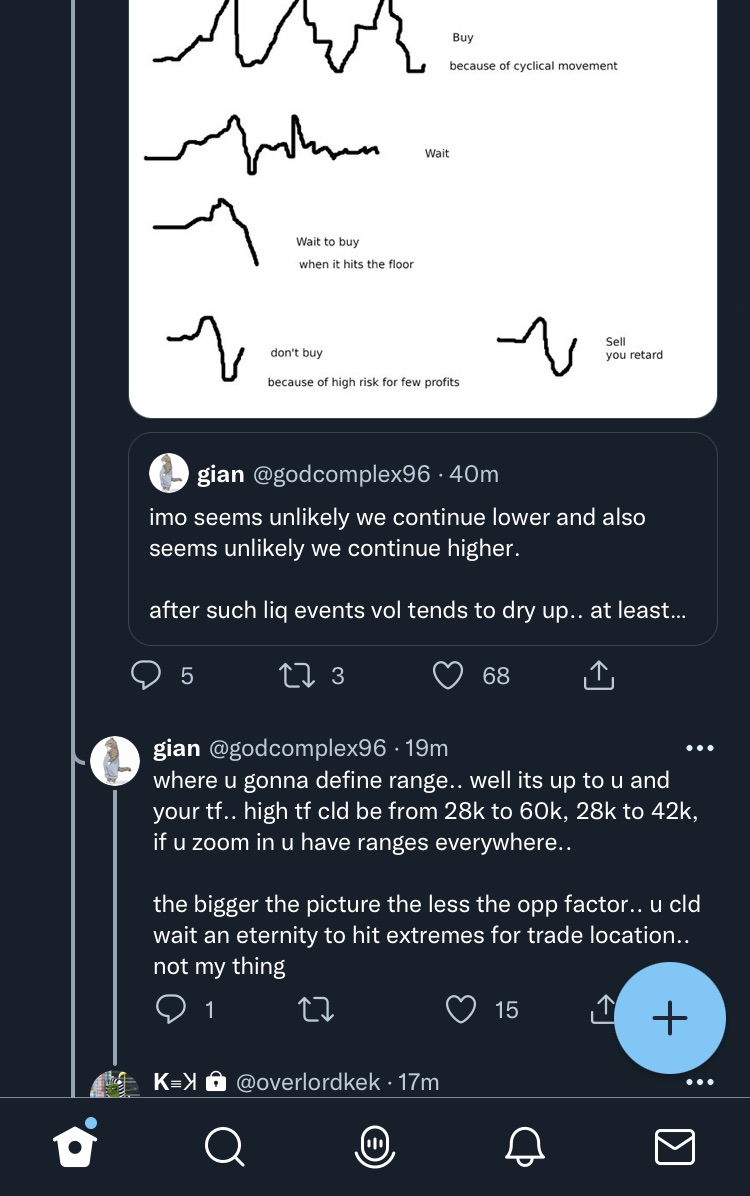 Buy
because of cyclical movement
Wait
Wait to buy
when it hits the floor
don't buy
because of high risk for few profits
Sell
you retard
gian @godcomplex96 · 40m
imo seems unlikely we continue lower and also
seems unlikely we continue higher.
after such liq events vol tends to dry up.. at least...
5 3 68
gian @godcomplex96 · 19m
where u gonna define range.. well its up to u and
your tf.. high tf cld be from 28k to 60k, 28k to 42k,
if u zoom in u have ranges everywhere..
the bigger the picture the less the opp factor.. u cld
wait an eternity to hit extremes for trade location..
not my thing
1 15
K≡ꓘ 🔒 @overlordkek · 17m